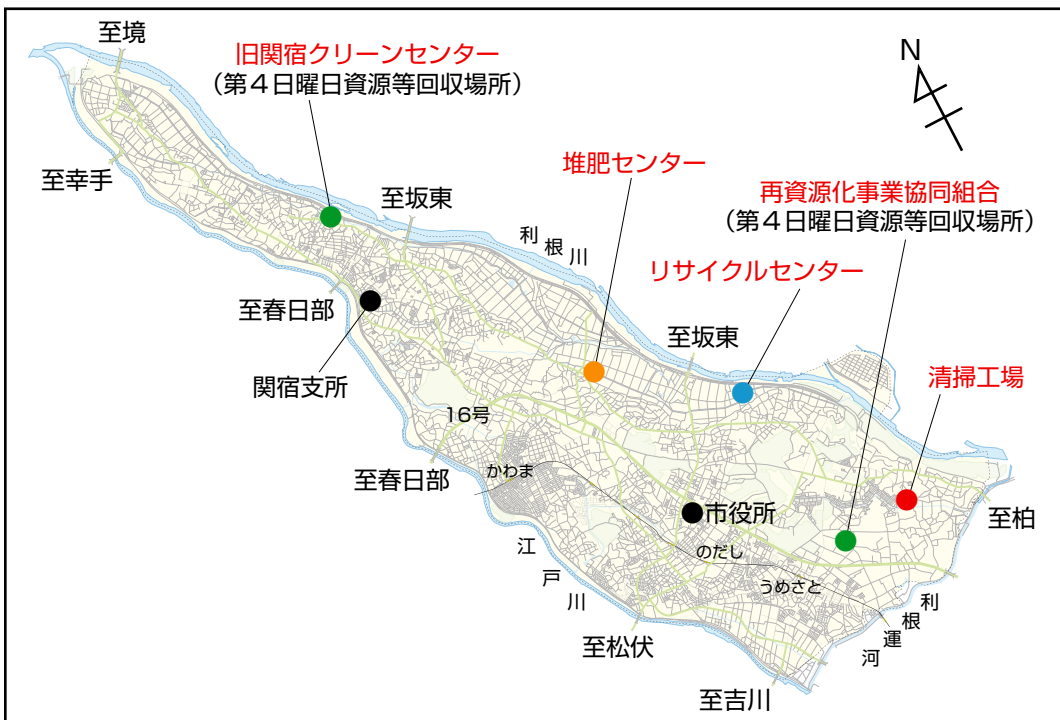 至境
旧関宿クリーンセンター
（第４日曜日資源等回収場所）
N
至幸手
堆肥センター
至坂東
再資源化事業協同組合
（第４日曜日資源等回収場所）
利根川
リサイクルセンター
至春日部
至坂東
関宿支所
清掃工場
16号
至春日部
かわま
市役所
至柏
のだし
江戸川
うめさと
利根運河
至松伏
至吉川